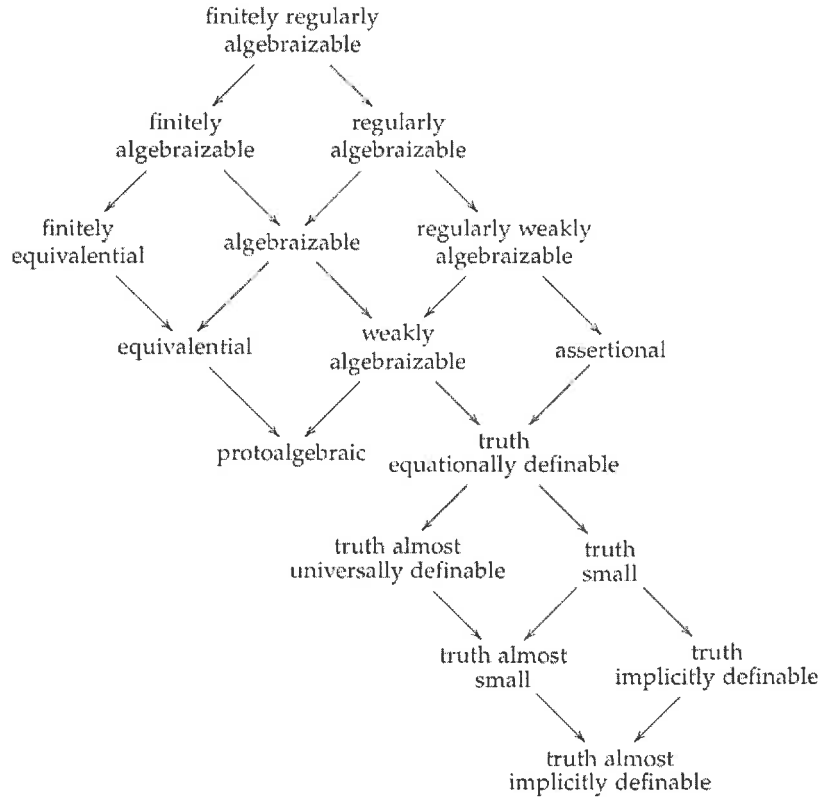 finitely regularly
algebraizable
finitely
algebraizable
regularly
algebraizable
finitely
equivalential
algebraizable
regularly weakly
algebraizable
equivalential
weakly
algebraizable
assertional
protoalgebraic
truth
equationally definable
truth almost
universally definable
truth
small
truth almost
small
truth
implicitly definable
truth almost
implicitly definable